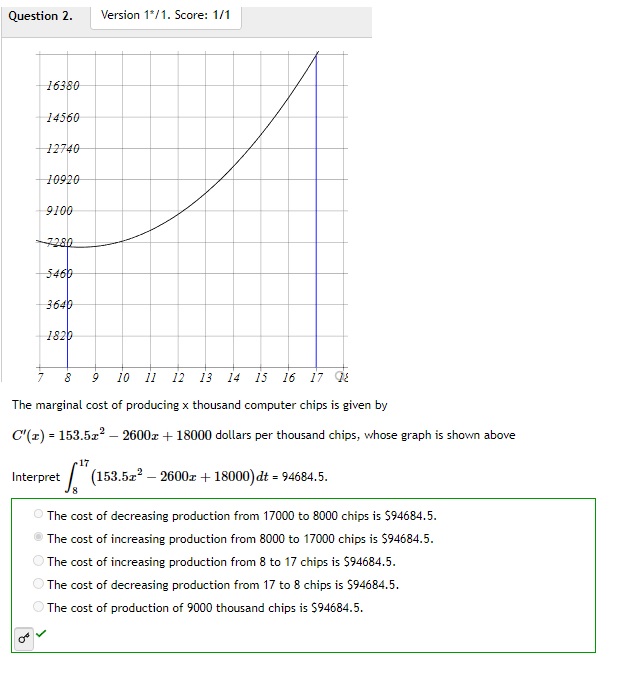 Question 2.
Version 1*/1. Score: 1/1
16380
14560
12740
10920
9100
7280
5460
3640
1820
7 8 9 10 11 12 13 14 15 16 17 18
The marginal cost of producing x thousand computer chips is given by
C′(x) = 153.5x² − 2600x + 18000 dollars per thousand chips, whose graph is shown above
Interpret ∫₈¹⁷ (153.5x² − 2600x + 18000)dt = 94684.5.
The cost of decreasing production from 17000 to 8000 chips is $94684.5.
The cost of increasing production from 8000 to 17000 chips is $94684.5.
The cost of increasing production from 8 to 17 chips is $94684.5.
The cost of decreasing production from 17 to 8 chips is $94684.5.
The cost of production of 9000 thousand chips is $94684.5.